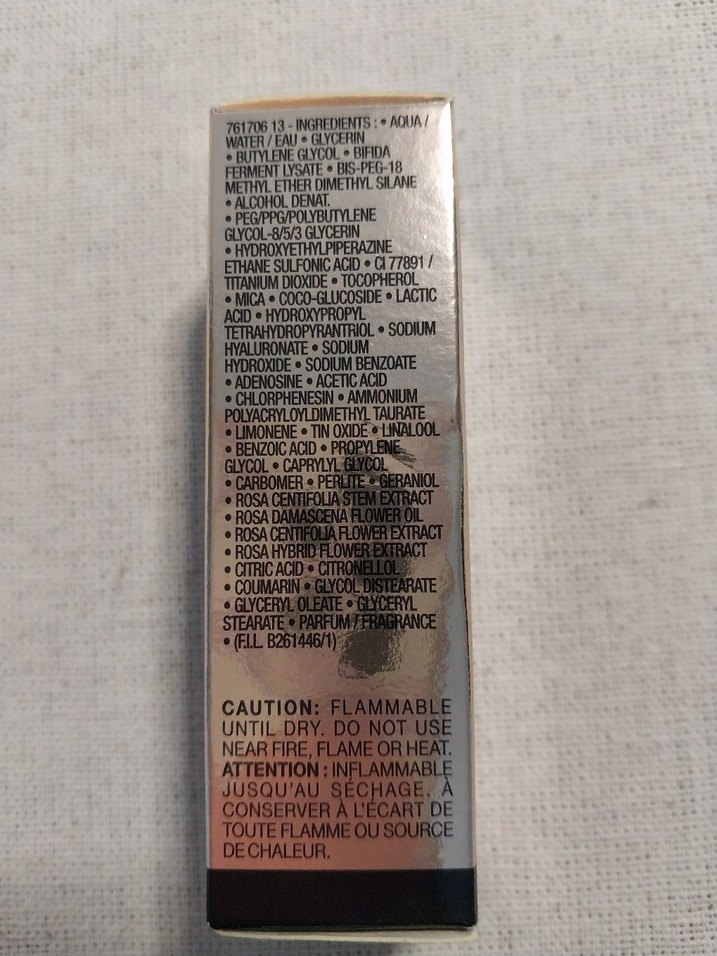 761706 13 - INGREDIENTS : • AQUA /
WATER / EAU • GLYCERIN
• BUTYLENE GLYCOL • BIFIDA
FERMENT LYSATE • BIS-PEG-18
METHYL ETHER DIMETHYL SILANE
• ALCOHOL DENAT.
• PEG/PPG/POLYBUTYLENE
GLYCOL-8/5/3 GLYCERIN
• HYDROXYETHYLPIPERAZINE
ETHANE SULFONIC ACID • CI 77891 /
TITANIUM DIOXIDE • TOCOPHEROL
• MICA • COCO-GLUCOSIDE • LACTIC
ACID • HYDROXYPROPYL
TETRAHYDROPYRANTRIOL • SODIUM
HYALURONATE • SODIUM
HYDROXIDE • SODIUM BENZOATE
• ADENOSINE • ACETIC ACID
• CHLORPHENESIN • AMMONIUM
POLYACRYLOYLDIMETHYL TAURATE
• LIMONENE • TIN OXIDE • LINALOOL
• BENZOIC ACID • PROPYLENE
GLYCOL • CAPRYLYL GLYCOL
• CARBOMER • PERLITE • GERANIOL
• ROSA CENTIFOLIA STEM EXTRACT
• ROSA DAMASCENA FLOWER OIL
• ROSA CENTIFOLIA FLOWER EXTRACT
• ROSA HYBRID FLOWER EXTRACT
• CITRIC ACID • CITRONELLOL
• COUMARIN • GLYCOL DISTEARATE
• GLYCERYL OLEATE • GLYCERYL
STEARATE • PARFUM / FRAGRANCE
• (F.I.L. B261446/1)
CAUTION: FLAMMABLE
UNTIL DRY. DO NOT USE
NEAR FIRE, FLAME OR HEAT.
ATTENTION : INFLAMMABLE
JUSQU'AU SÉCHAGE. À
CONSERVER À L'ÉCART DE
TOUTE FLAMME OU SOURCE
DE CHALEUR.